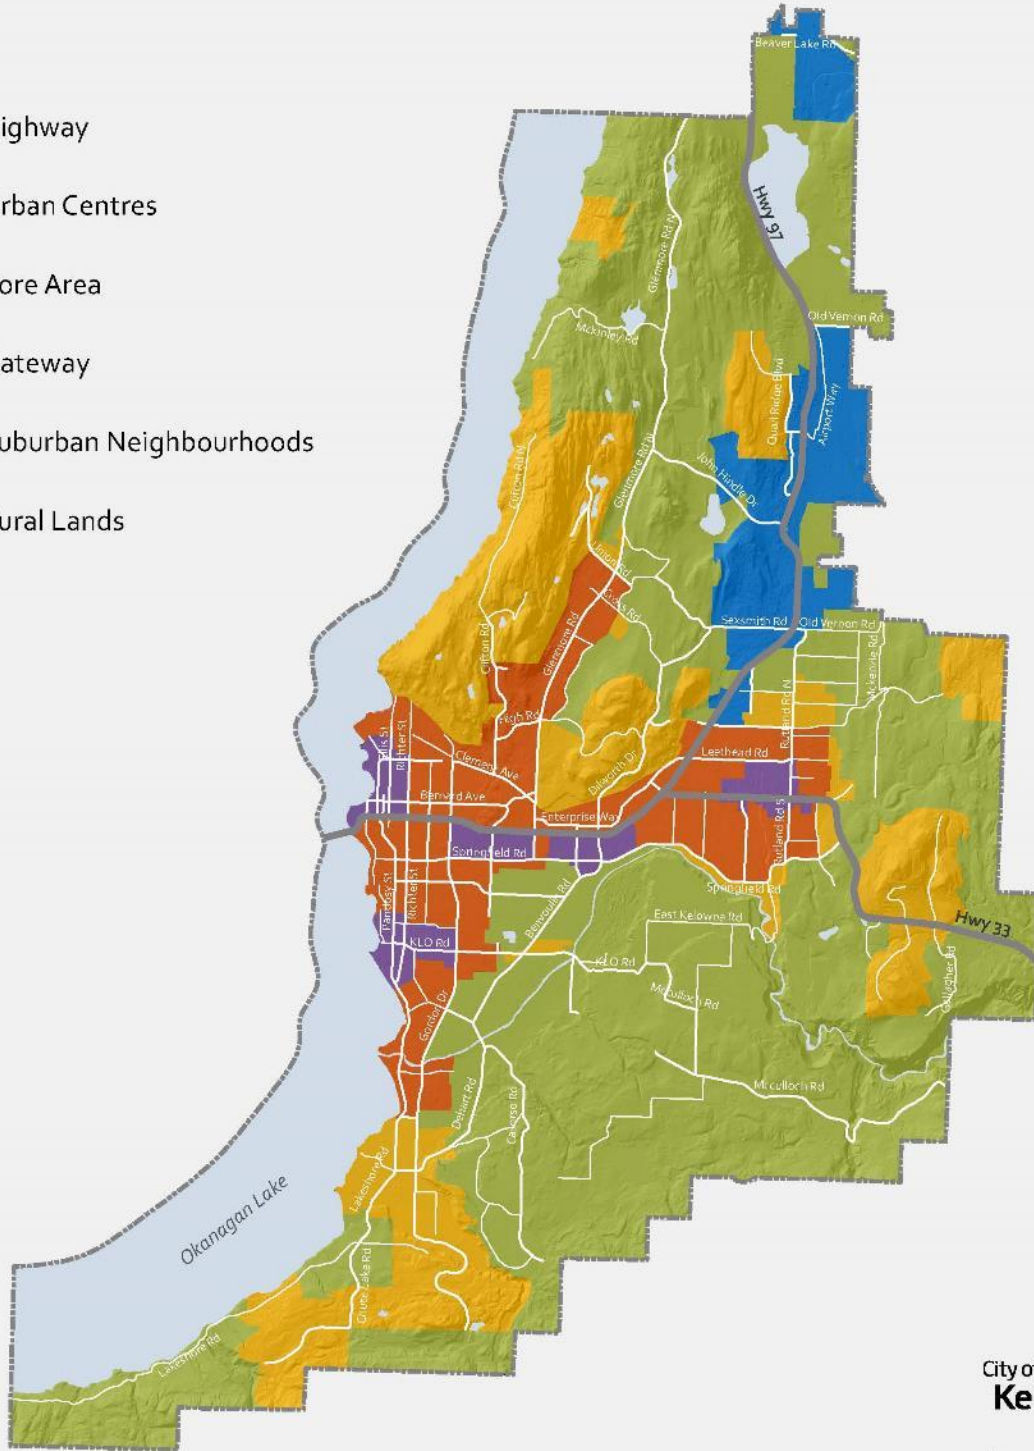 ighway
rban Centres
ore Area
ateway
uburban Neighbourhoods
ural Lands
Beaver Lake Rd
Hwy 97
Glenmore Rd N
Old Vernon Rd
Mckinley Rd
Quail Ridge Blvd
Airport Way
Clifton Rd N
Glenmore Rd N
John Hindle Dr
Union Rd
Cross Rd
Sexsmith Rd
Old Vernon Rd
Clifton Rd
Glenmore Rd
Mckenzie Rd
Rutland Rd N
High Rd
Ellis St
Richter St
Clement Ave
Leathead Rd
Dilworth Dr
Bernard Ave
Enterprise Way
Rutland Rd S
Springfield Rd
Springfield Rd
Pandosy St
Richter St
Benvoulin Rd
East Kelowna Rd
Hwy 33
KLO Rd
KLO Rd
Gallagher Rd
McCulloch Rd
Gordon Dr
McCulloch Rd
Dehart Rd
Casorso Rd
Lakeshore Rd
Okanagan Lake
Chute Lake Rd
Lakeshore Rd
City of
Ke